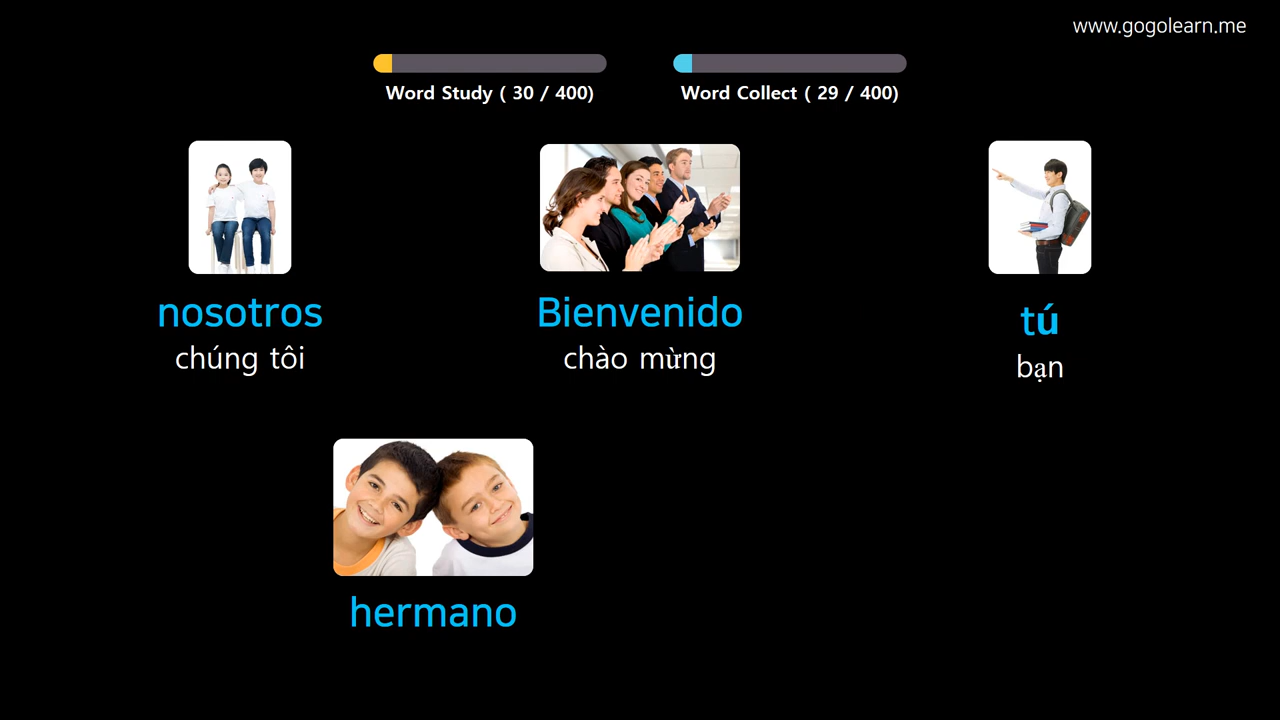 www.gogolearn.me
Word Study ( 30 / 400)
Word Collect ( 29 / 400)
nosotros
chúng tôi
Bienvenido
chào mừng
tú
bạn
hermano